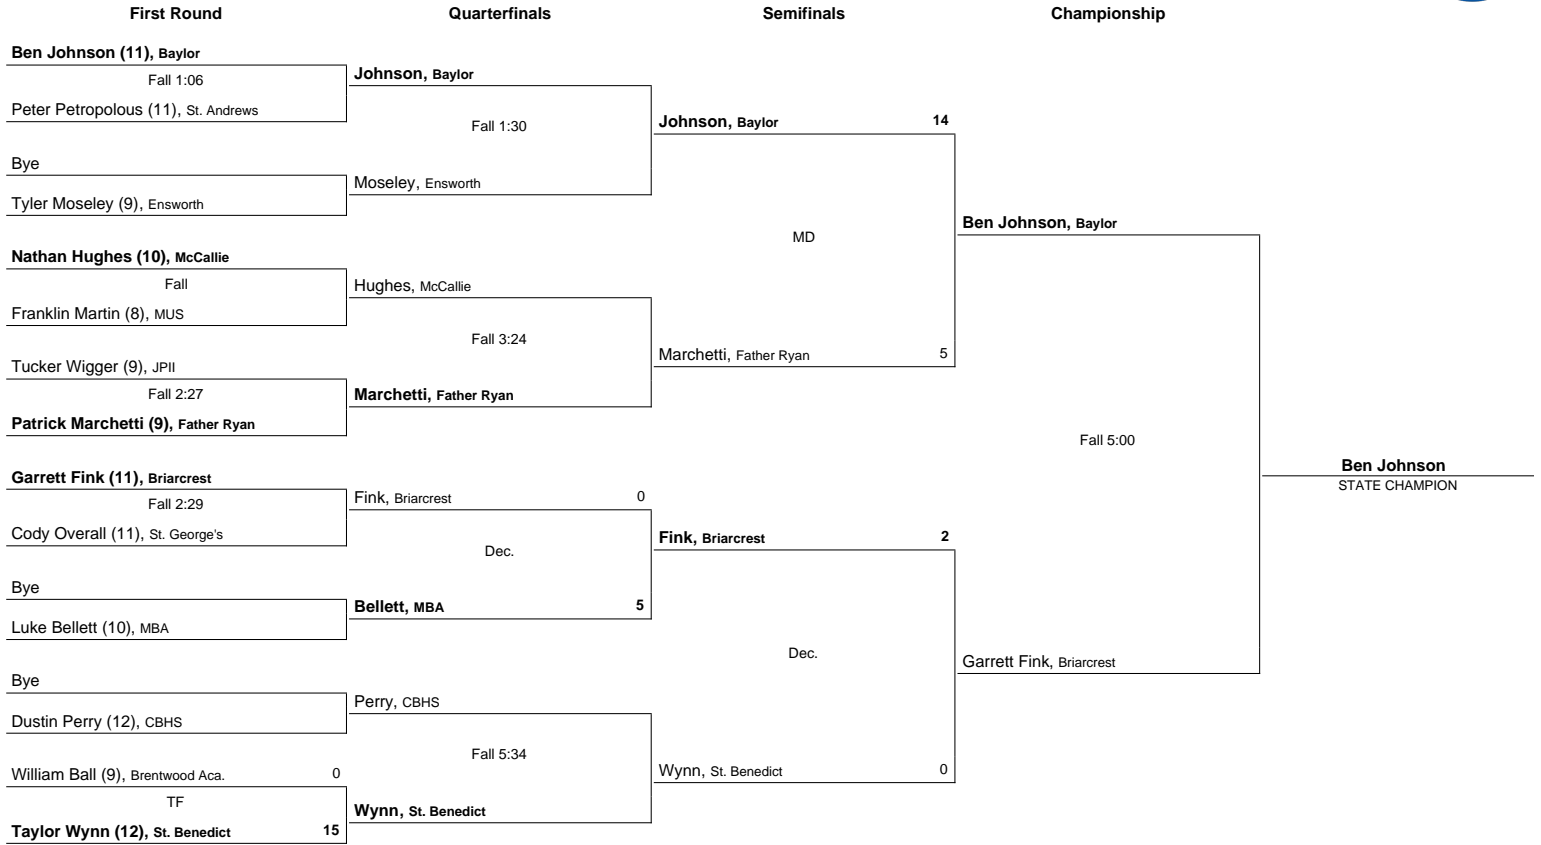 First Round Quarterfinals Semifinals Championship
Ben Johnson (11), Baylor
Fall 1:06
Peter Petropolous (11), St. Andrews
Bye
Tyler Moseley (9), Ensworth
Nathan Hughes (10), McCallie
Fall
Franklin Martin (8), MUS
Tucker Wigger (9), JPII
Fall 2:27
Patrick Marchetti (9), Father Ryan
Garrett Fink (11), Briarcrest
Fall 2:29
Cody Overall (11), St. George's
Bye
Luke Bellett (10), MBA
Bye
Dustin Perry (12), CBHS
William Ball (9), Brentwood Aca. 0
TF
Taylor Wynn (12), St. Benedict 15
Johnson, Baylor
Fall 1:30
Moseley, Ensworth
Hughes, McCallie
Fall 3:24
Marchetti, Father Ryan
Fink, Briarcrest 0
Dec.
Bellett, MBA 5
Perry, CBHS
Fall 5:34
Wynn, St. Benedict
Johnson, Baylor 14
MD
Marchetti, Father Ryan 5
Fink, Briarcrest 2
Dec.
Wynn, St. Benedict 0
Ben Johnson, Baylor
Fall 5:00
Garrett Fink, Briarcrest
Ben Johnson
STATE CHAMPION